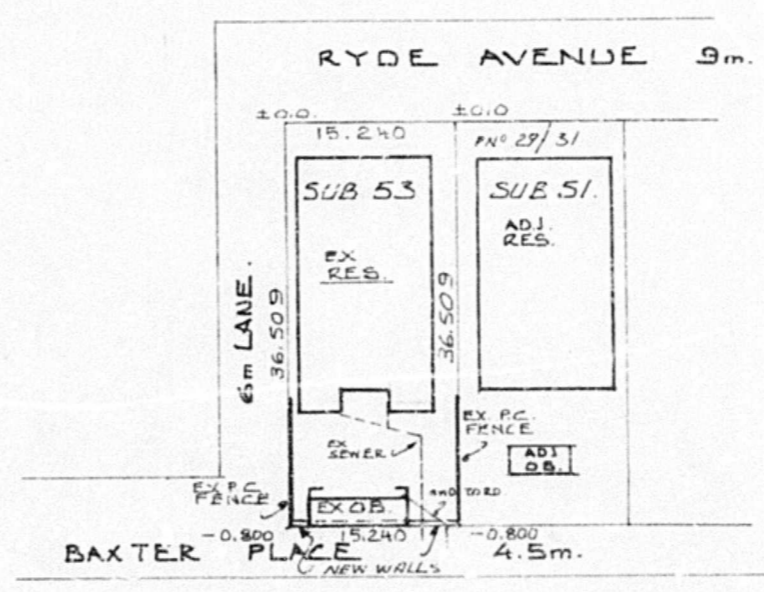 RYDE AVENUE 9m.
±0.0. ±0.0
15.240
PNº 29/31
SUB 53
SUB 51.
ADJ.
RES.
EX
RES.
6m LANE.
36.509
36.509
EX. P.C.
FENCE
EX
SEWER
ADJ
OB.
EX P.C.
FENCE
EX OB.
-0.800 15.240 -0.800
BAXTER PLACE 4.5m.
NEW WALLS